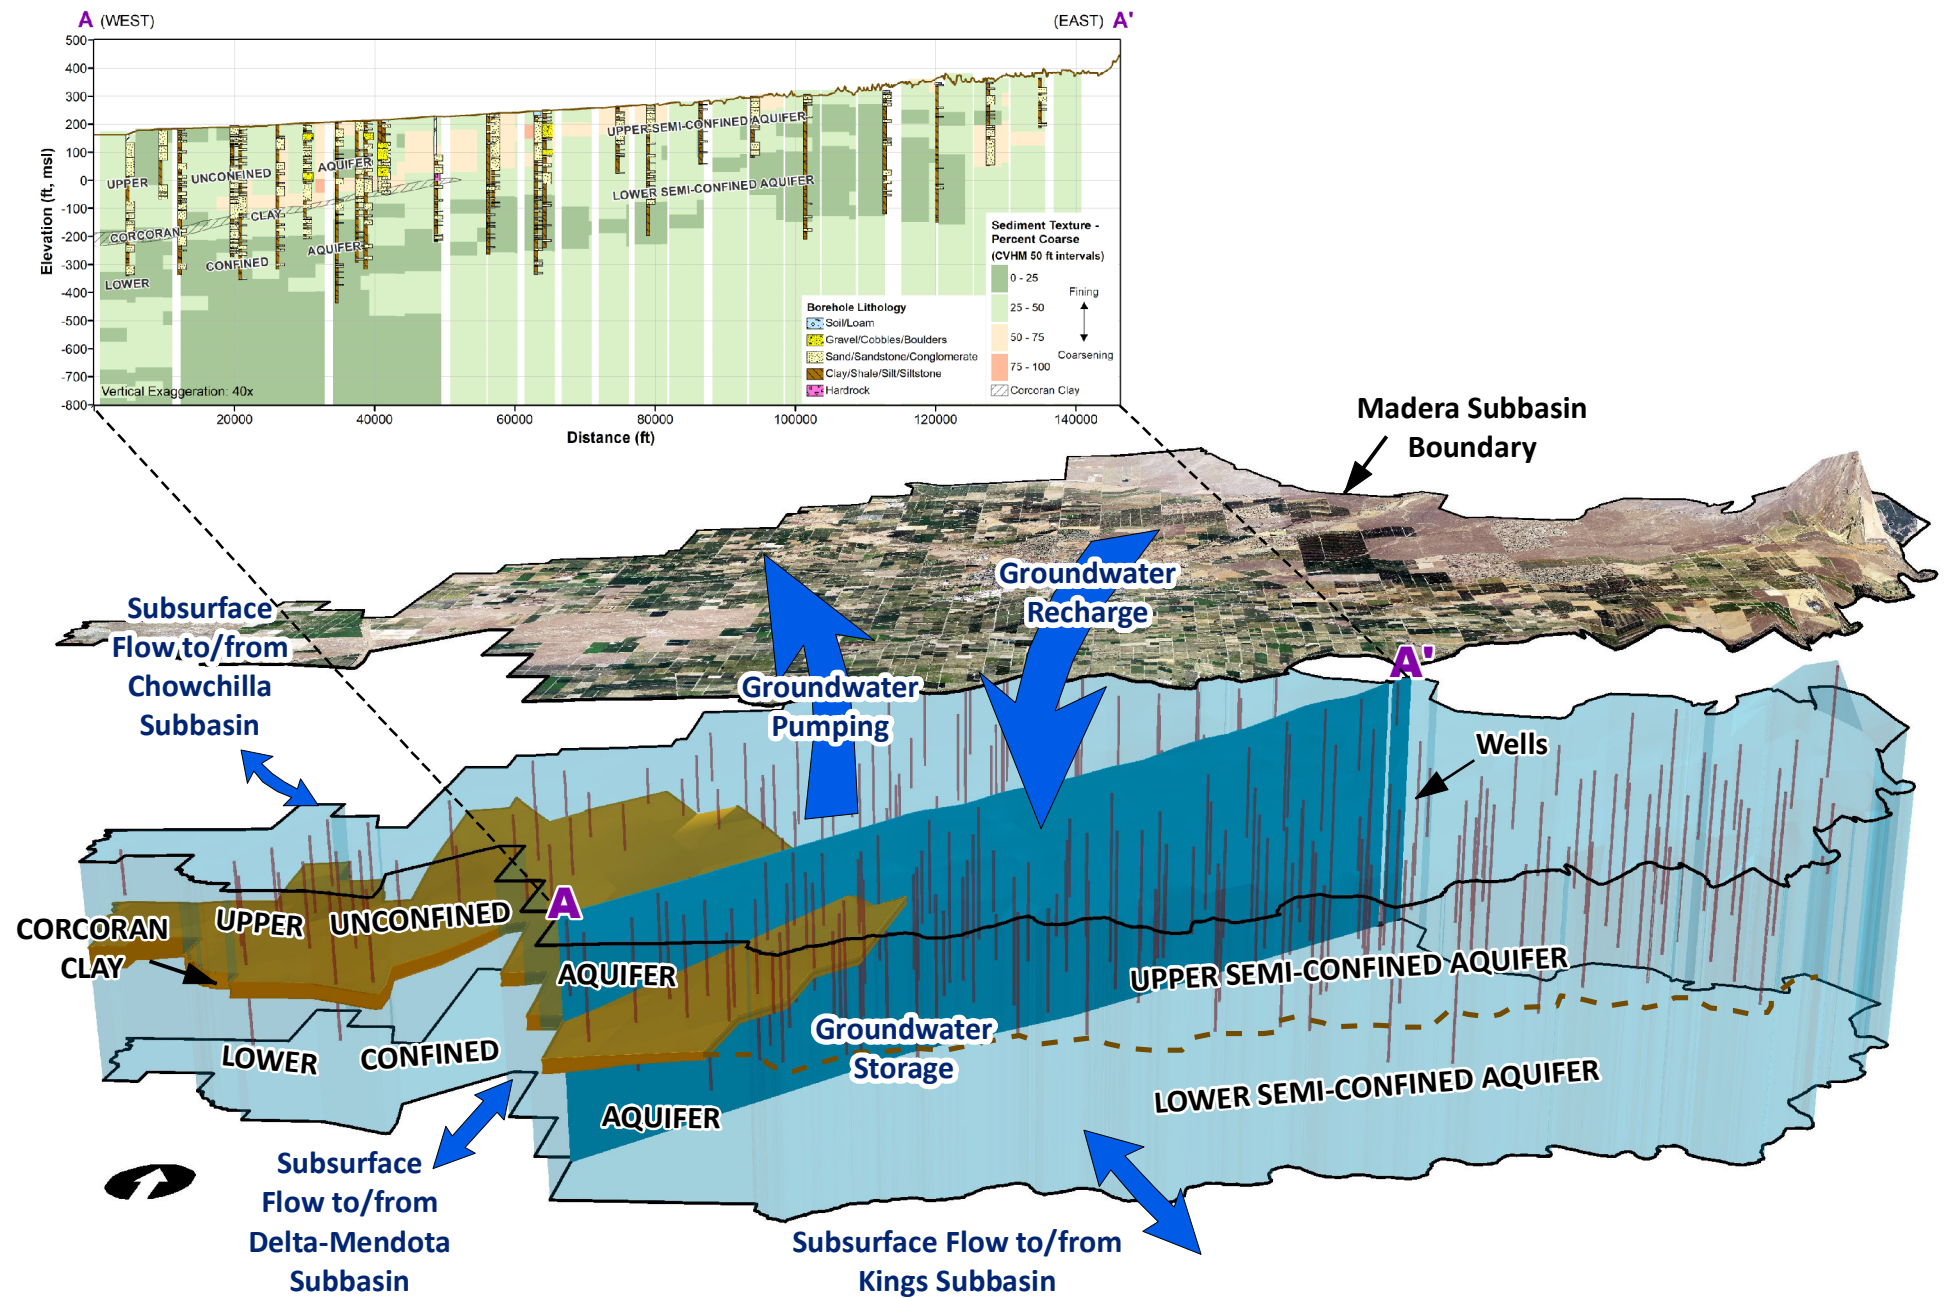 A (WEST)
(EAST) A'
500
400
300
200
100
0
-100
-200
-300
-400
-500
-600
-700
-800
Elevation (ft, msl)
UPPER
UNCONFINED
AQUIFER
UPPER SEMI-CONFINED AQUIFER
CORCORAN
CLAY
LOWER SEMI-CONFINED AQUIFER
LOWER
CONFINED
AQUIFER
Vertical Exaggeration: 40x
Borehole Lithology
Soil/Loam
Gravel/Cobbles/Boulders
Sand/Sandstone/Conglomerate
Clay/Shale/Silt/Siltstone
Hardrock
Sediment Texture -
Percent Coarse
(CVHM 50 ft intervals)
0 - 25
25 - 50
50 - 75
75 - 100
Corcoran Clay
Fining
Coarsening
20000
40000
60000
80000
100000
120000
140000
Distance (ft)
Madera Subbasin
Boundary
Subsurface
Flow to/from
Chowchilla
Subbasin
Groundwater
Pumping
Groundwater
Recharge
A'
Wells
A
CORCORAN
CLAY
UPPER
UNCONFINED
AQUIFER
UPPER SEMI-CONFINED AQUIFER
Groundwater
Storage
LOWER
CONFINED
AQUIFER
LOWER SEMI-CONFINED AQUIFER
Subsurface
Flow to/from
Delta-Mendota
Subbasin
Subsurface Flow to/from
Kings Subbasin